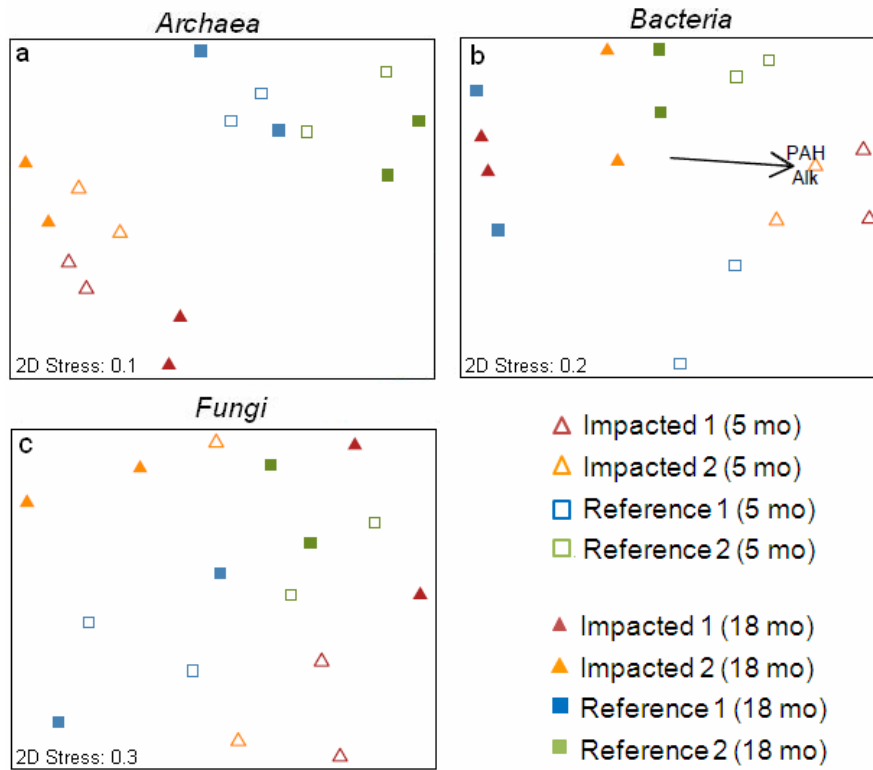 Archaea
a
2D Stress: 0.1
Bacteria
b
PAH
Alk
2D Stress: 0.2
Fungi
c
2D Stress: 0.3
Impacted 1 (5 mo)
Impacted 2 (5 mo)
Reference 1 (5 mo)
Reference 2 (5 mo)
Impacted 1 (18 mo)
Impacted 2 (18 mo)
Reference 1 (18 mo)
Reference 2 (18 mo)